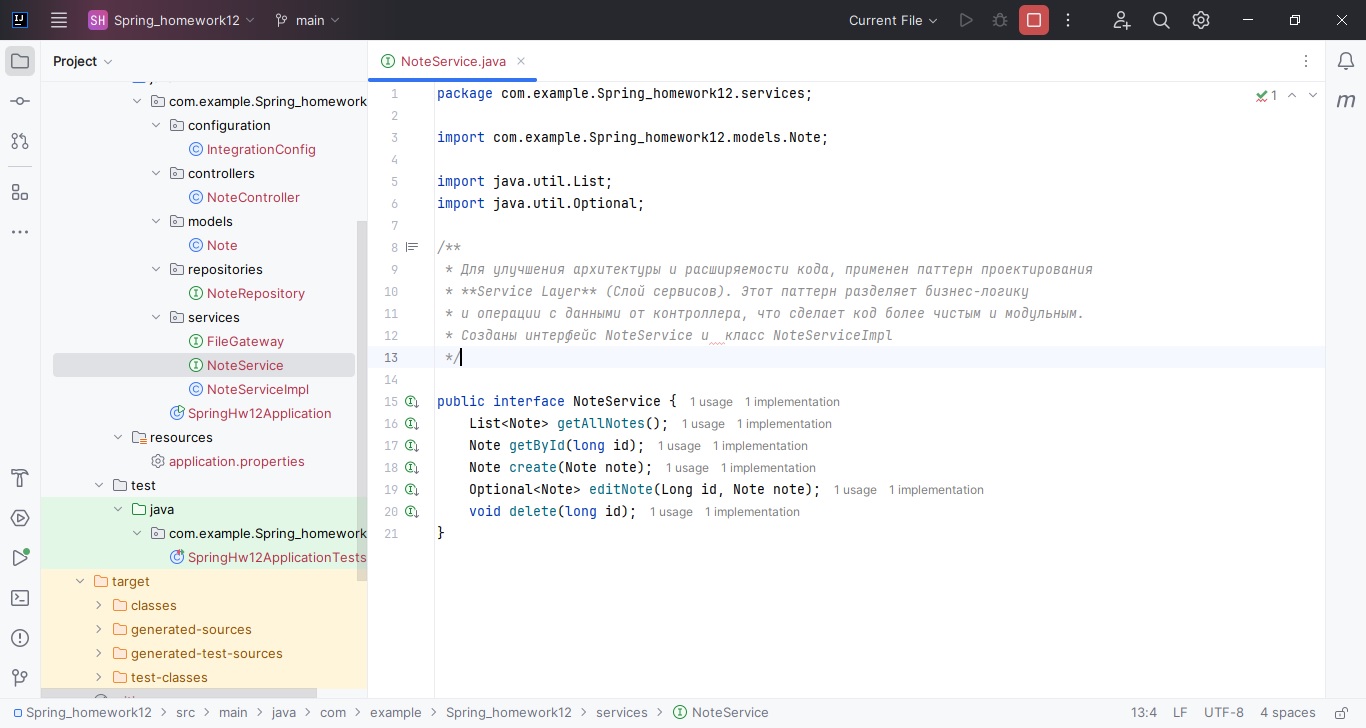 SH Spring_homework12 main Current File
Project
NoteService.java
com.example.Spring_homework
configuration
IntegrationConfig
controllers
NoteController
models
Note
repositories
NoteRepository
services
FileGateway
NoteService
NoteServiceImpl
SpringHw12Application
resources
application.properties
test
java
com.example.Spring_homework
SpringHw12ApplicationTests
target
classes
generated-sources
generated-test-sources
test-classes
1 package com.example.Spring_homework12.services;
2
3 import com.example.Spring_homework12.models.Note;
4
5 import java.util.List;
6 import java.util.Optional;
7
8 /**
9 * Для улучшения архитектуры и расширяемости кода, применен паттерн проектирования
10 * **Service Layer** (Слой сервисов). Этот паттерн разделяет бизнес-логику
11 * и операции с данными от контроллера, что сделает код более чистым и модульным.
12 * Созданы интерфейс NoteService и  класс NoteServiceImpl
13 */
14
15 public interface NoteService { 1 usage 1 implementation
16 List<Note> getAllNotes(); 1 usage 1 implementation
17 Note getById(long id); 1 usage 1 implementation
18 Note create(Note note); 1 usage 1 implementation
19 Optional<Note> editNote(Long id, Note note); 1 usage 1 implementation
20 void delete(long id); 1 usage 1 implementation
21 }
1
m
Spring_homework12 > src > main > java > com > example > Spring_homework12 > services > NoteService 13:4 LF UTF-8 4 spaces